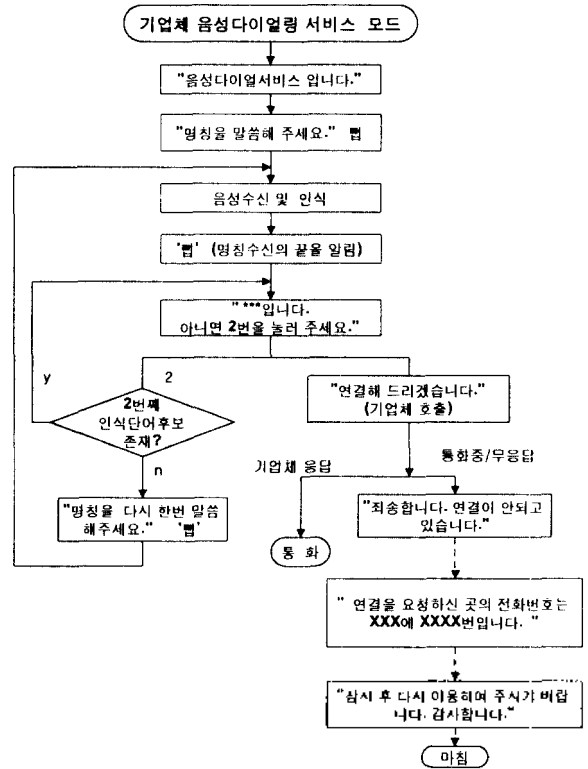 기업체 음성다이얼링 서비스 모드
"음성다이얼서비스 입니다."
"명칭을 말씀해 주세요." 삡
음성수신 및 인식
'삡' (명칭수신의 끝을 알림)
" ***입니다.
아니면 2번을 눌러 주세요."
y
2
2번째
인식단어후보
존재?
n
"명칭을 다시 한번 말씀
해주세요." '삡'
"연결해 드리겠습니다."
(기업체 호출)
기업체 응답
통화중/무응답
통 화
"죄송합니다. 연결이 안되고
있습니다."
" 연결을 요청하신 곳의 전화번호는
XXX에 XXXX번입니다. "
"잠시 후 다시 이용하여 주시기 바랍
니다. 감사합니다."
마침